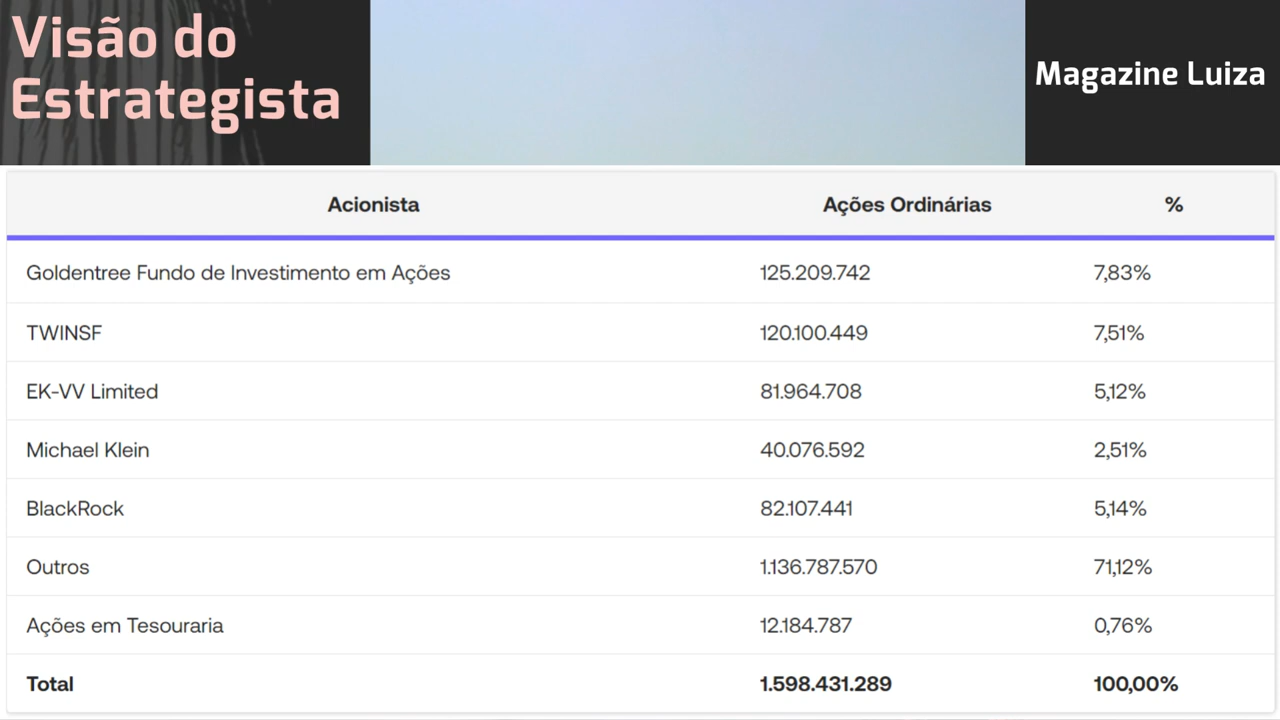 Visão do
Estrategista
Magazine Luiza
Acionista Ações Ordinárias %
Goldentree Fundo de Investimento em Ações 125.209.742 7,83%
TWINSF 120.100.449 7,51%
EK-VV Limited 81.964.708 5,12%
Michael Klein 40.076.592 2,51%
BlackRock 82.107.441 5,14%
Outros 1.136.787.570 71,12%
Ações em Tesouraria 12.184.787 0,76%
Total 1.598.431.289 100,00%